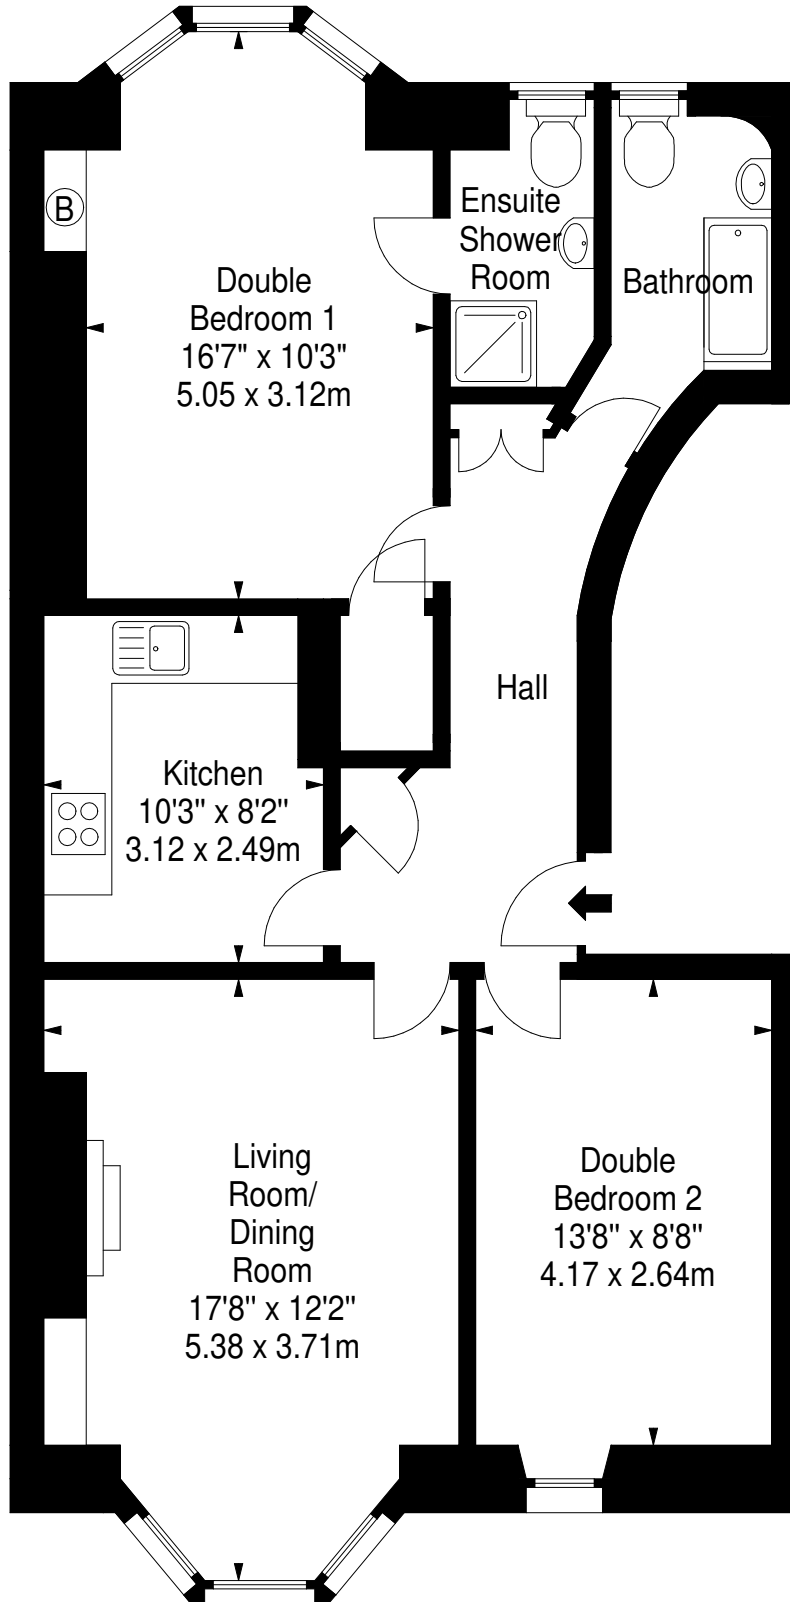 B
Ensuite
Shower
Room
Bathroom
Double
Bedroom 1
16'7" x 10'3"
5.05 x 3.12m
Hall
Kitchen
10'3" x 8'2"
3.12 x 2.49m
Living
Room/
Dining
Room
17'8" x 12'2"
5.38 x 3.71m
Double
Bedroom 2
13'8" x 8'8"
4.17 x 2.64m